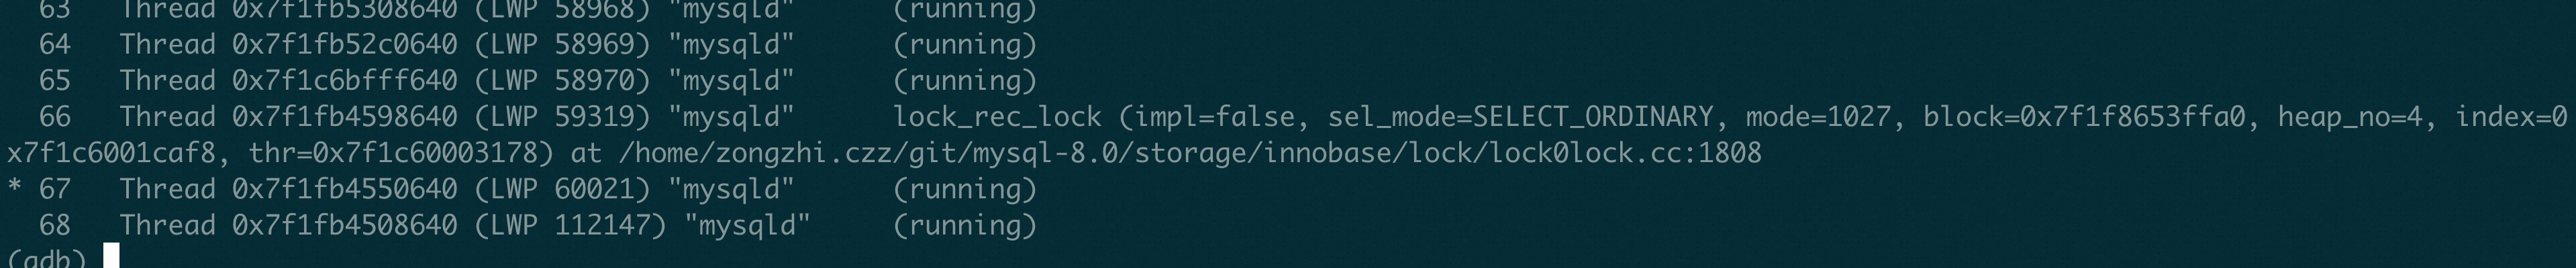 63   Thread 0x7f1fb5308640 (LWP 58968) "mysqld"      (running)
64   Thread 0x7f1fb52c0640 (LWP 58969) "mysqld"      (running)
65   Thread 0x7f1c6bfff640 (LWP 58970) "mysqld"      (running)
66   Thread 0x7f1fb4598640 (LWP 59319) "mysqld"      lock_rec_lock (impl=false, sel_mode=SELECT_ORDINARY, mode=1027, block=0x7f1f8653ffa0, heap_no=4, index=0
x7f1c6001caf8, thr=0x7f1c60003178) at /home/zongzhi.czz/git/mysql-8.0/storage/innobase/lock/lock0lock.cc:1808
* 67   Thread 0x7f1fb4550640 (LWP 60021) "mysqld"      (running)
68   Thread 0x7f1fb4508640 (LWP 112147) "mysqld"     (running)
(gdb)